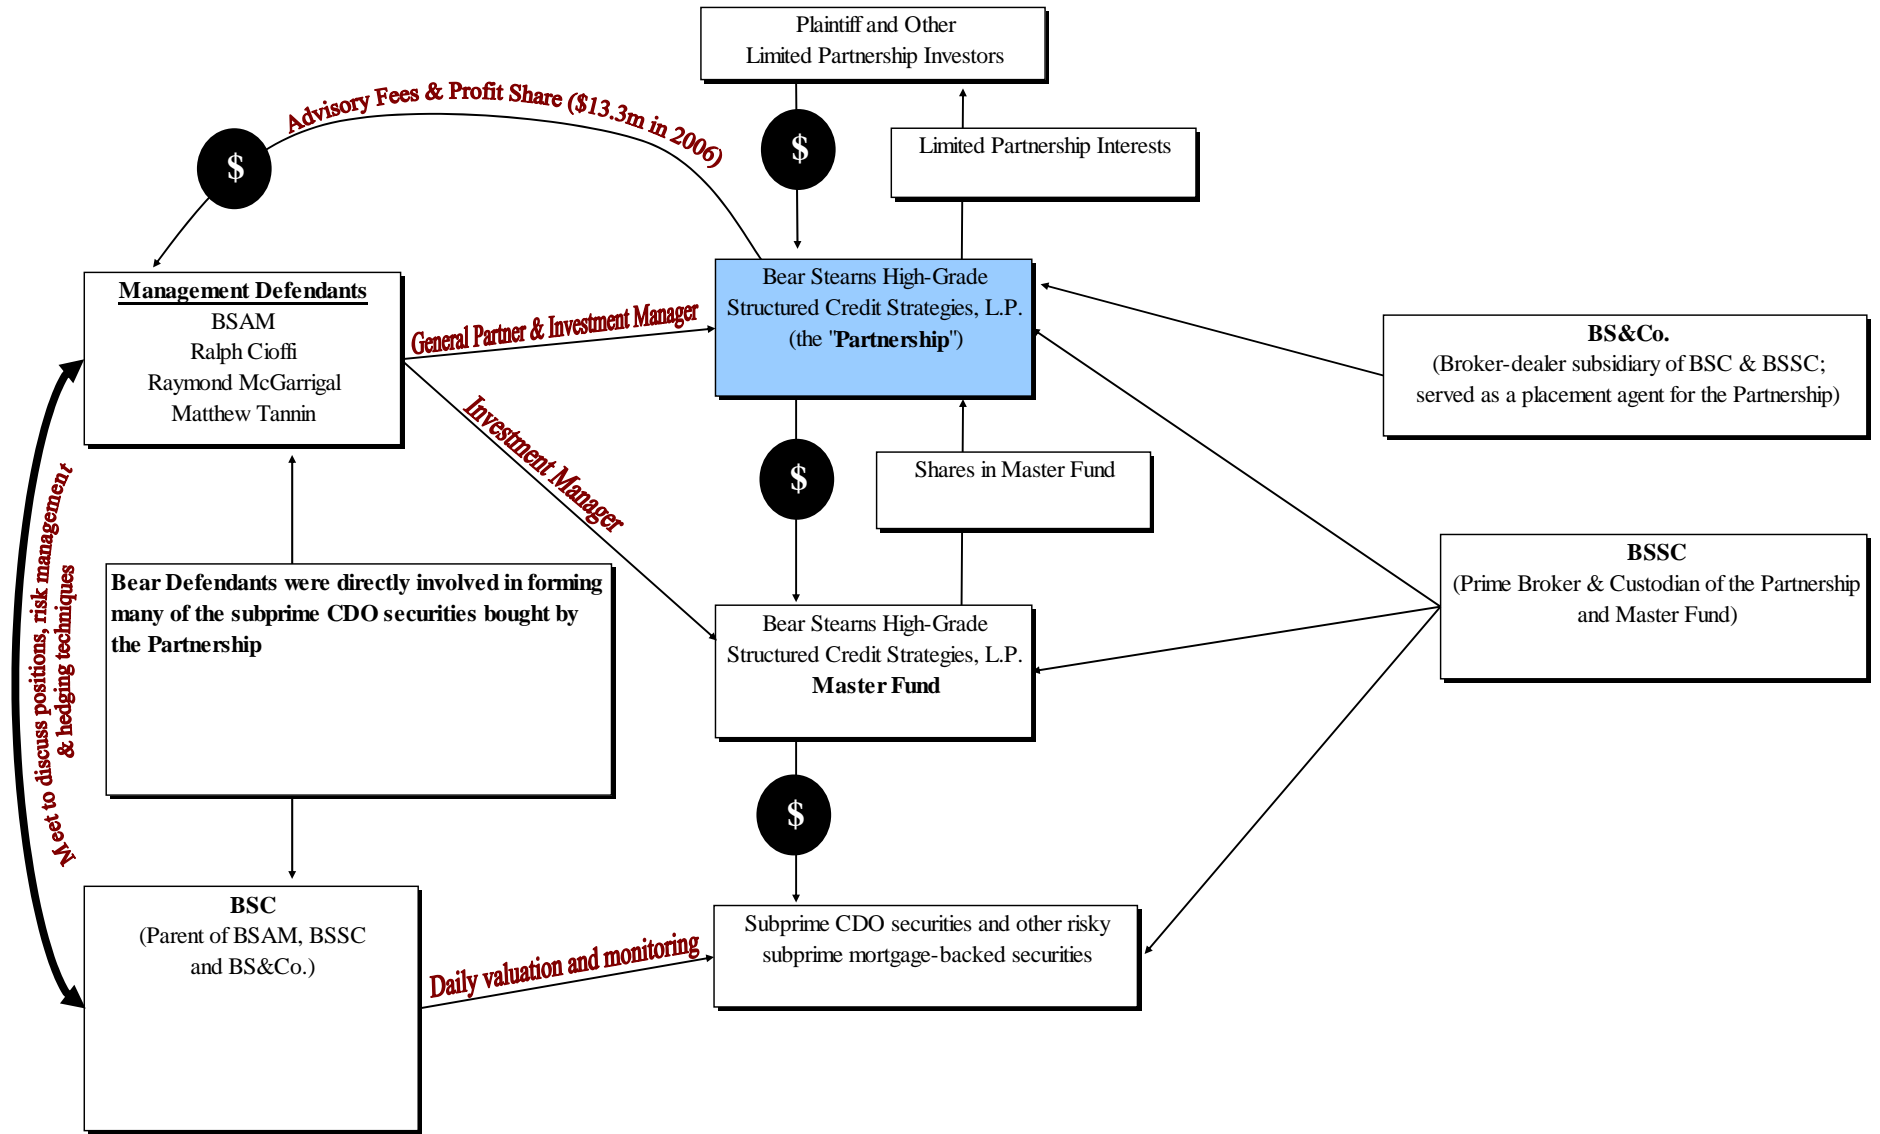 Plaintiff and Other
Limited Partnership Investors
Advisory Fees & Profit Share ($13.3m in 2006)
$
$
Limited Partnership Interests
Management Defendants
BSAM
Ralph Cioffi
Raymond McGarrigal
Matthew Tannin
General Partner & Investment Manager
Bear Stearns High-Grade
Structured Credit Strategies, L.P.
(the "Partnership")
BS&Co.
(Broker-dealer subsidiary of BSC & BSSC;
served as a placement agent for the Partnership)
Investment Manager
$
Shares in Master Fund
Meet to discuss positions, risk management
& hedging techniques
Bear Defendants were directly involved in forming
many of the subprime CDO securities bought by
the Partnership
BSSC
(Prime Broker & Custodian of the Partnership
and Master Fund)
Bear Stearns High-Grade
Structured Credit Strategies, L.P.
Master Fund
$
BSC
(Parent of BSAM, BSSC
and BS&Co.)
Daily valuation and monitoring
Subprime CDO securities and other risky
subprime mortgage-backed securities